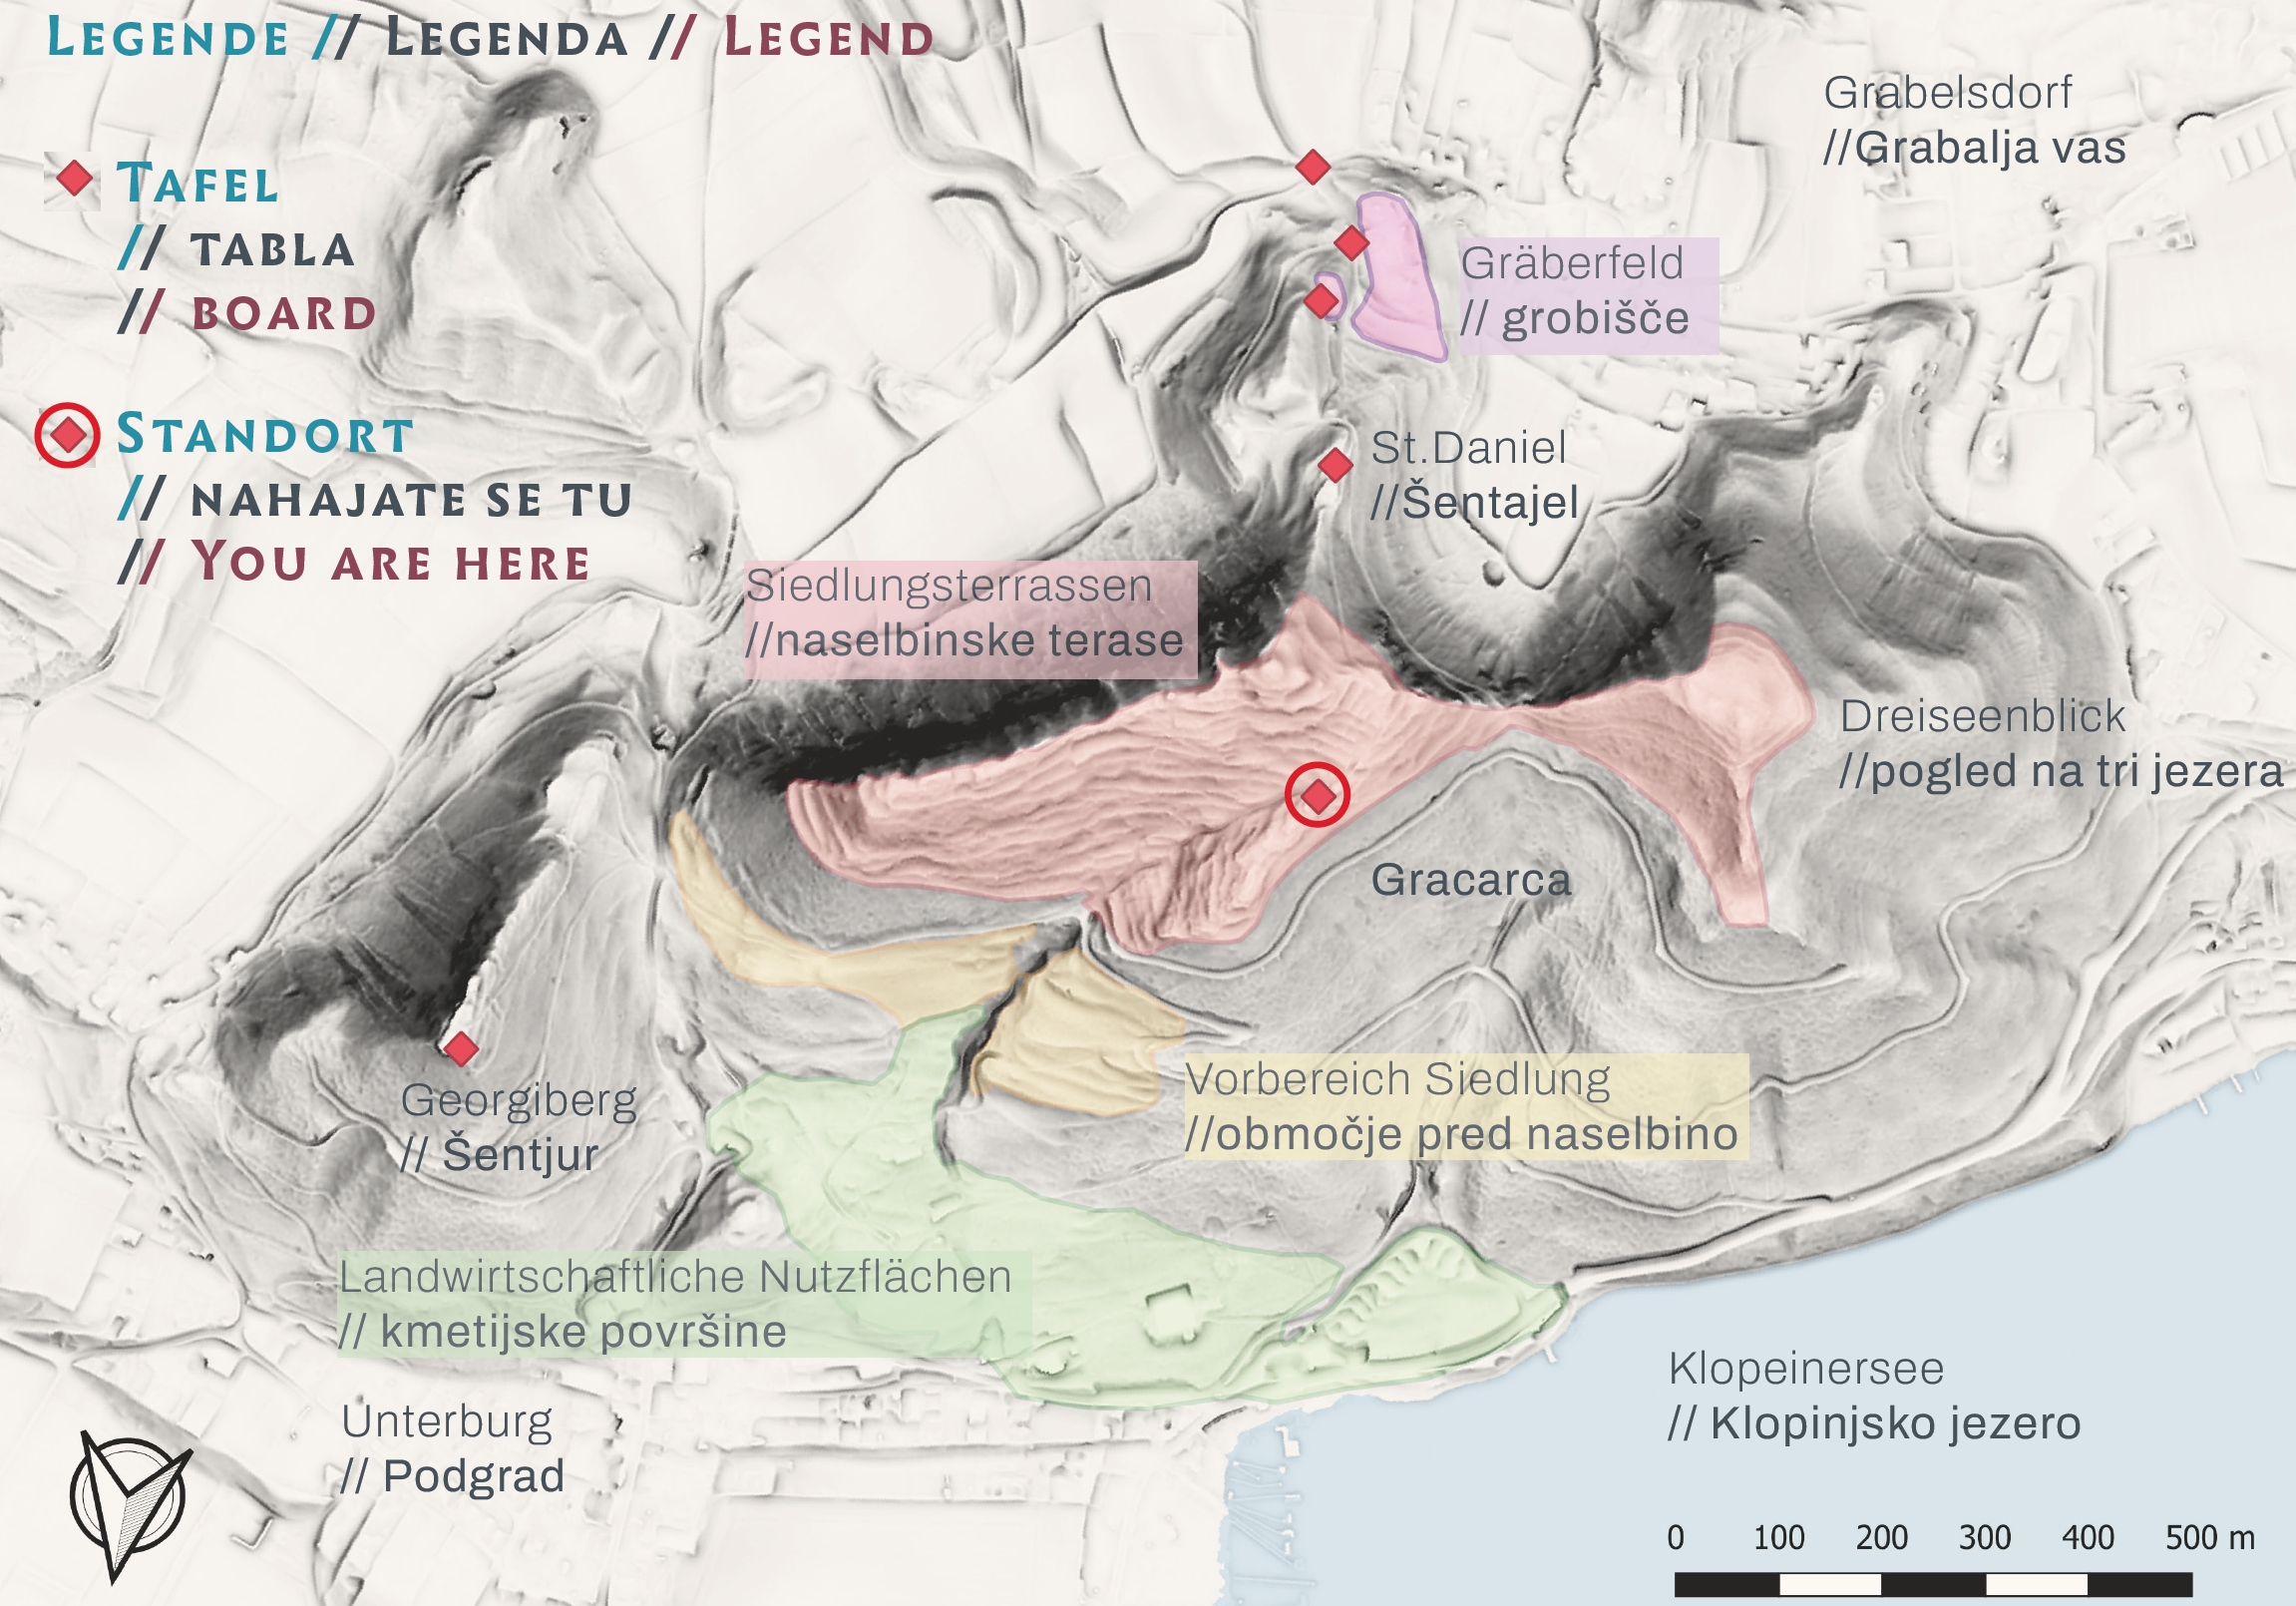 Legende // Legenda // Legend
Tafel
// tabla
// board
Standort
// nahajate se tu
// You are here
Grabelsdorf
//Grabalja vas
Gräberfeld
// grobišče
St.Daniel
//Šentajel
Siedlungsterrassen
//naselbinske terase
Dreiseenblick
//pogled na tri jezera
Gracarca
Georgiberg
// Šentjur
Vorbereich Siedlung
//območje pred naselbino
Landwirtschaftliche Nutzflächen
// kmetijske površine
Klopeinersee
// Klopinjsko jezero
Unterburg
// Podgrad
0 100 200 300 400 500 m